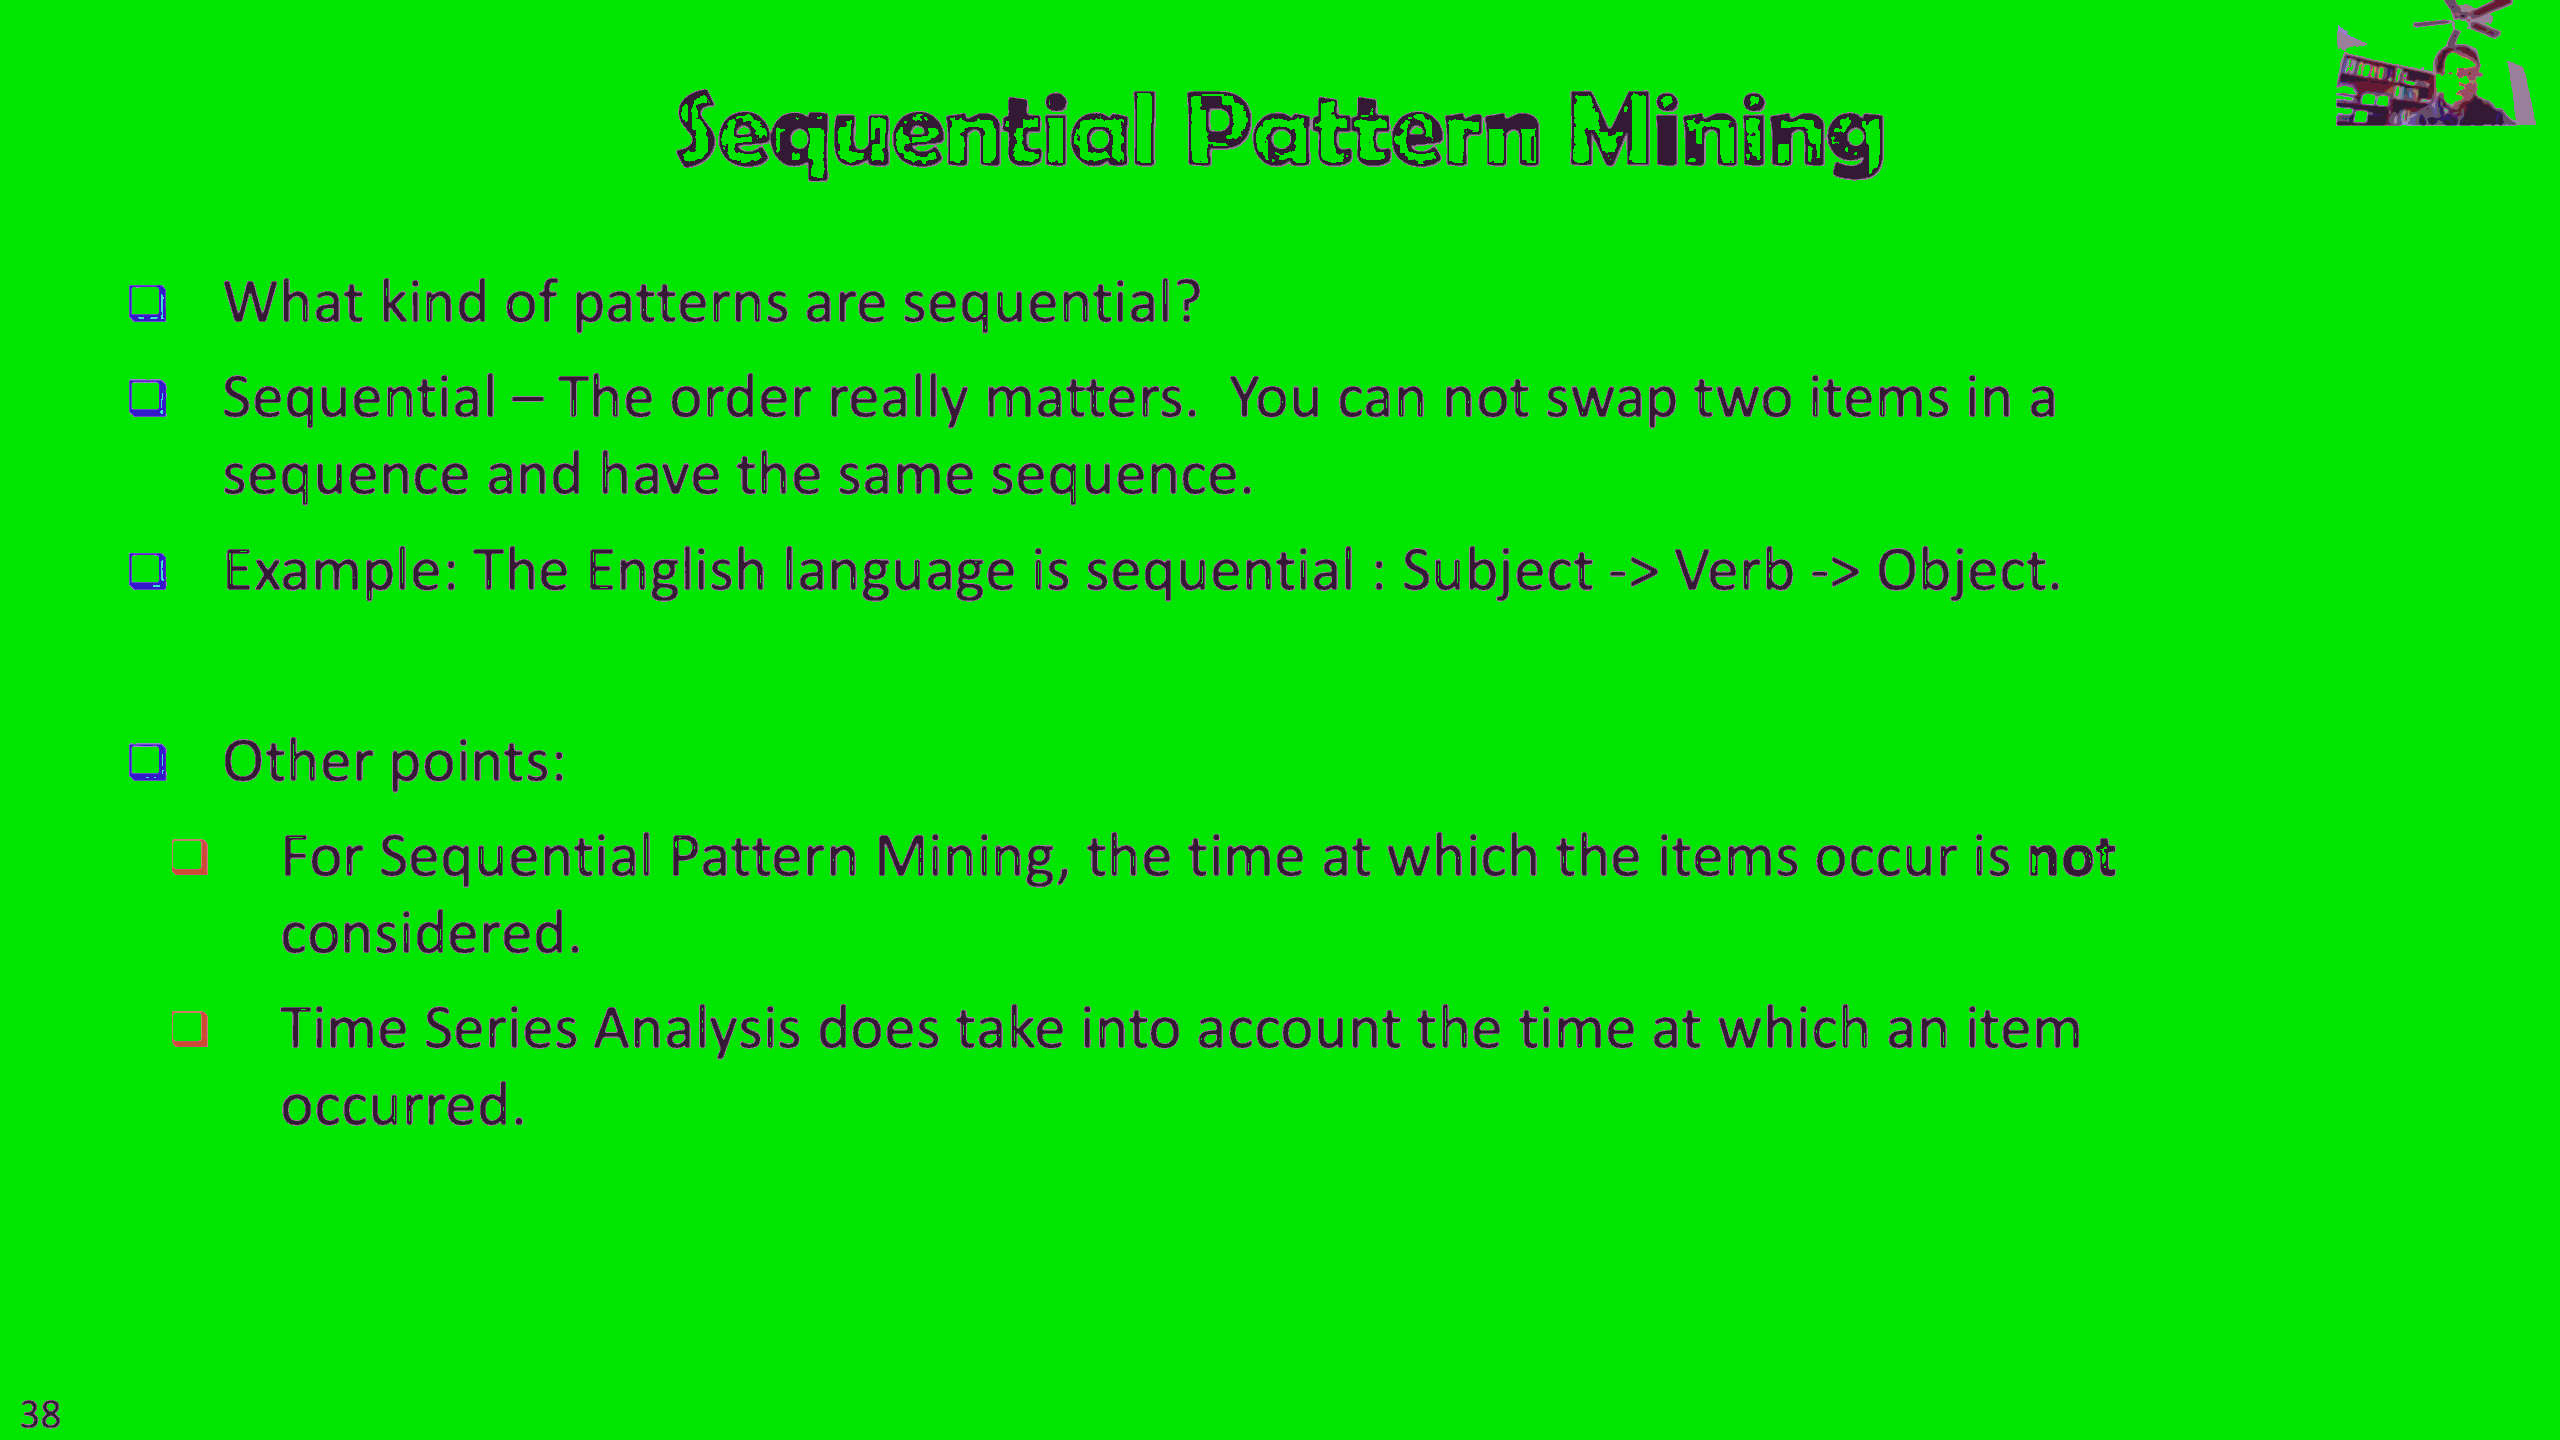 Sequential Pattern Mining
What kind of patterns are sequential?
Sequential – The order really matters.  You can not swap two items in a
sequence and have the same sequence.
Example: The English language is sequential : Subject -> Verb -> Object.
Other points:
For Sequential Pattern Mining, the time at which the items occur is not
considered.
Time Series Analysis does take into account the time at which an item
occurred.
38